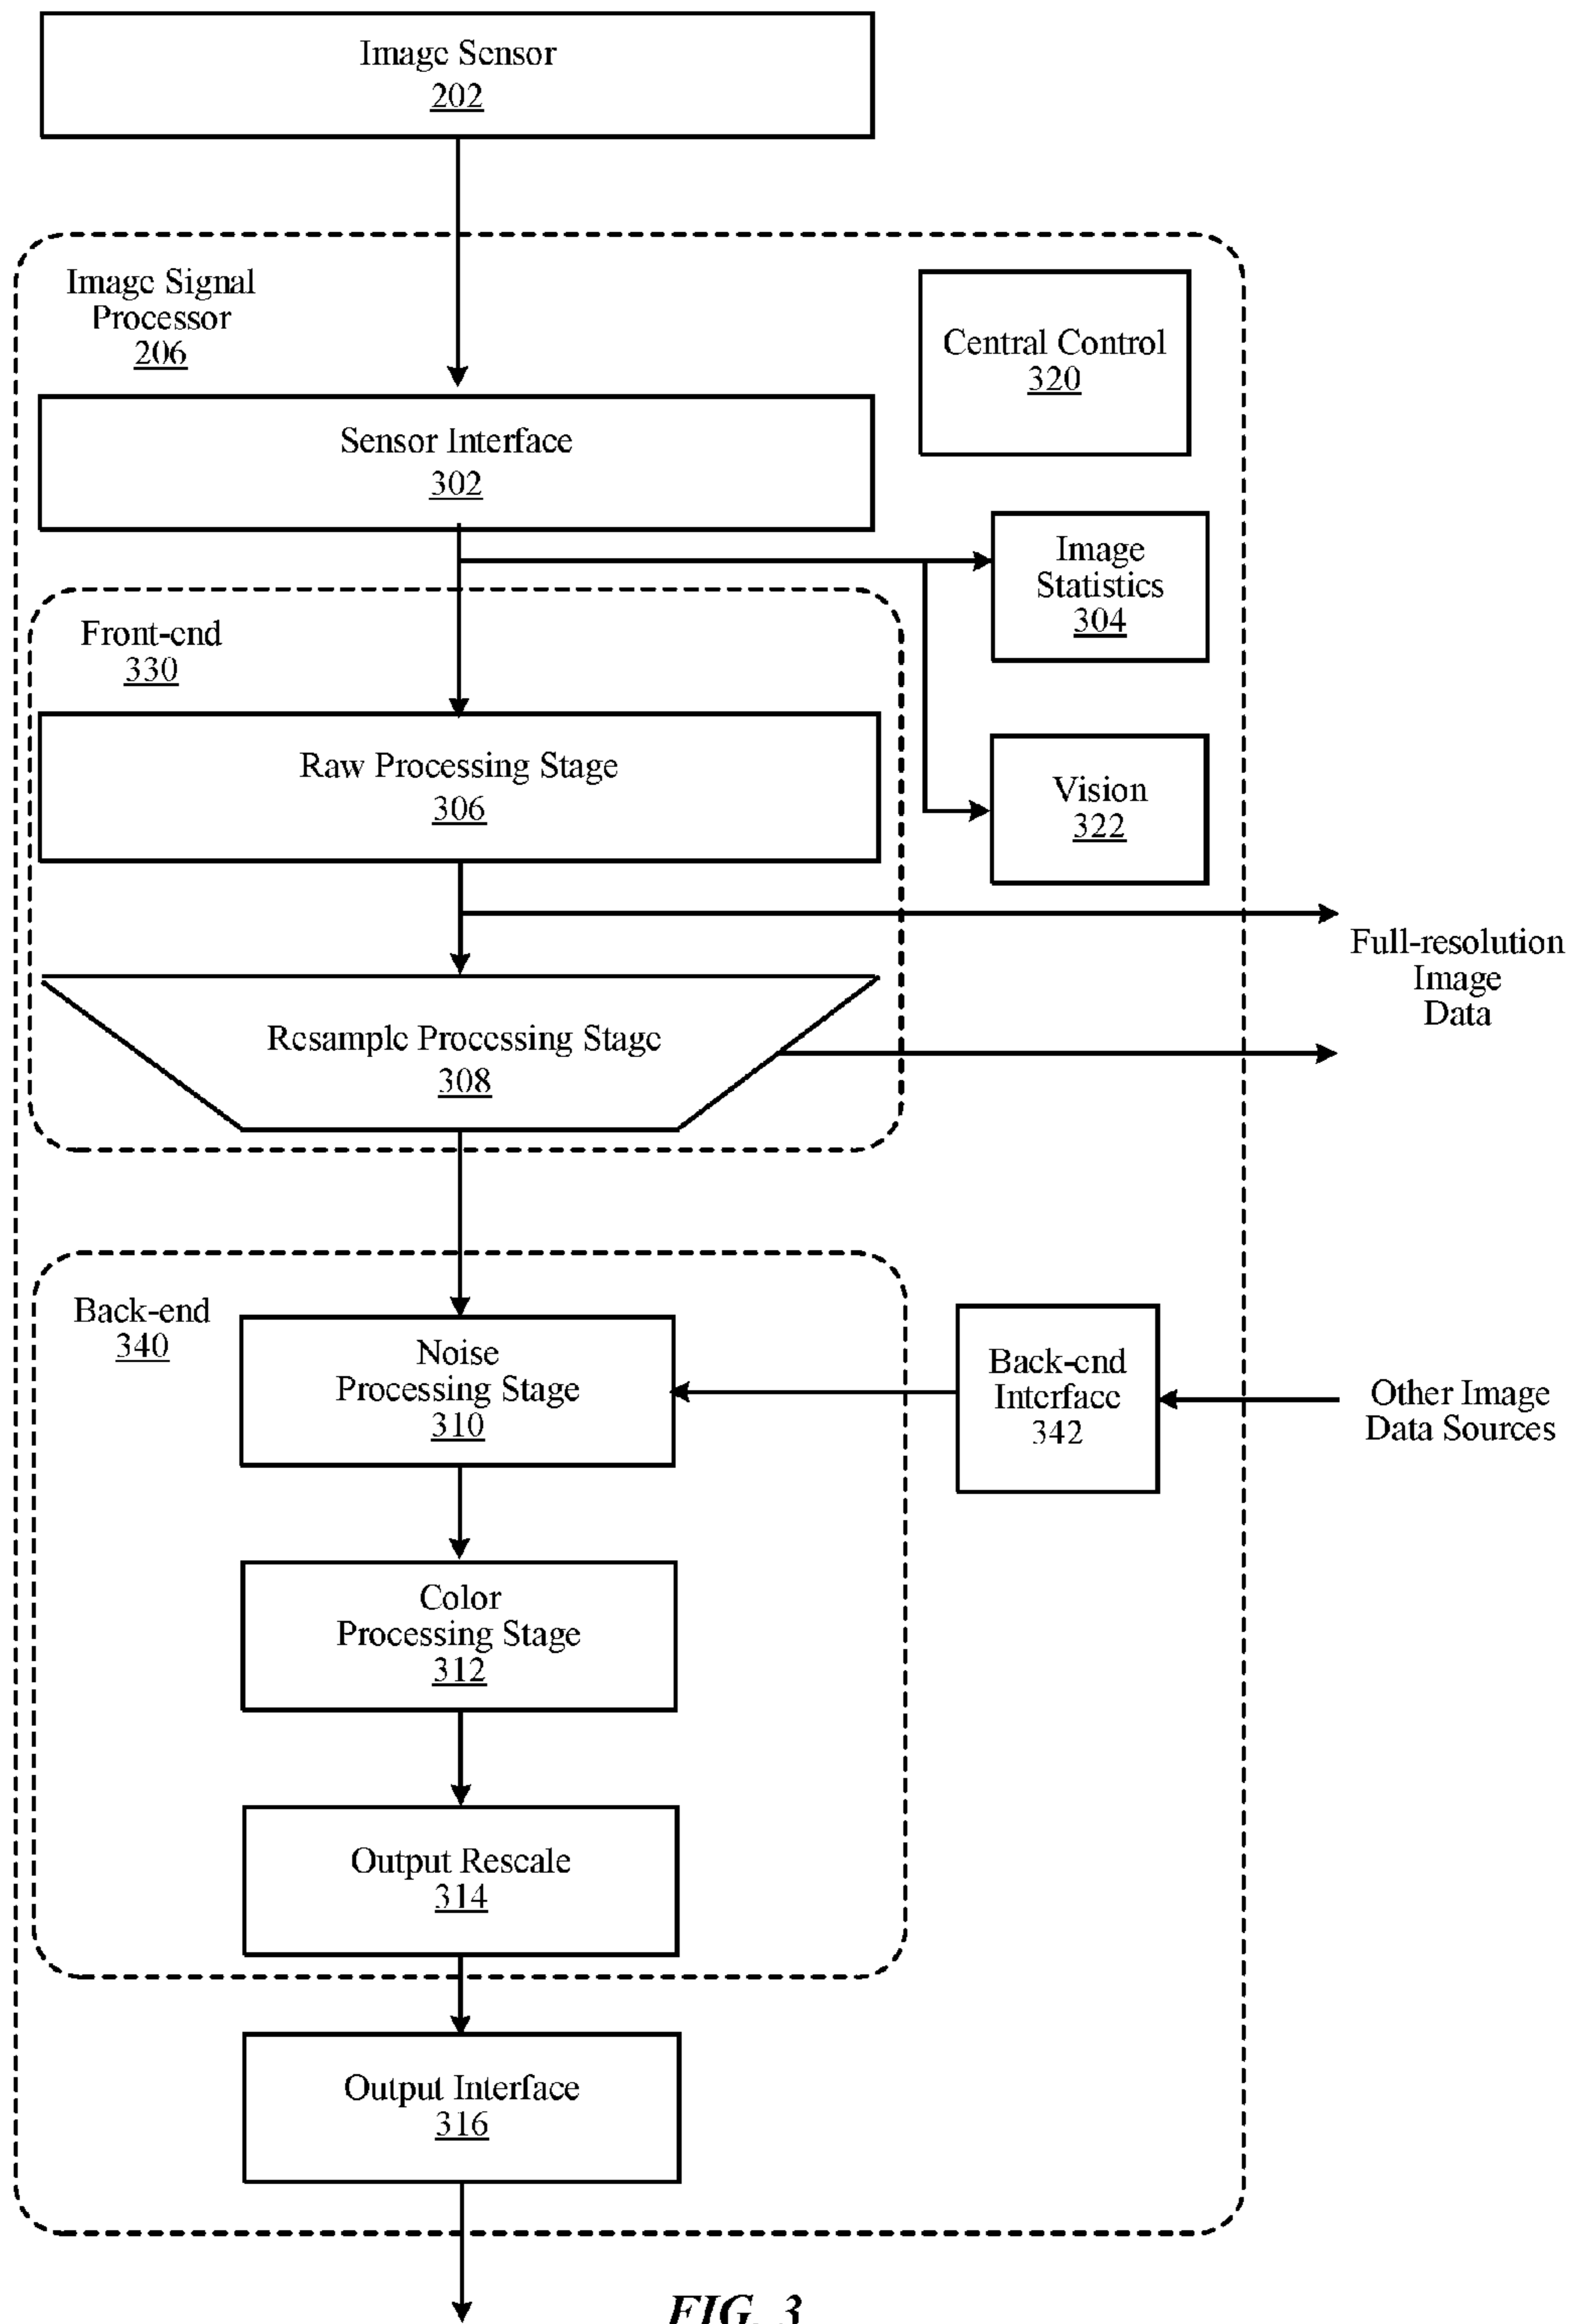 Image Sensor
202
Image Signal
Processor
206
Central Control
320
Sensor Interface
302
Image
Statistics
304
Front-end
330
Raw Processing Stage
306
Vision
322
Full-resolution
Image
Data
Resample Processing Stage
308
Back-end
340
Noise
Processing Stage
310
Back-end
Interface
342
Other Image
Data Sources
Color
Processing Stage
312
Output Rescale
314
Output Interface
316
FIG. 3